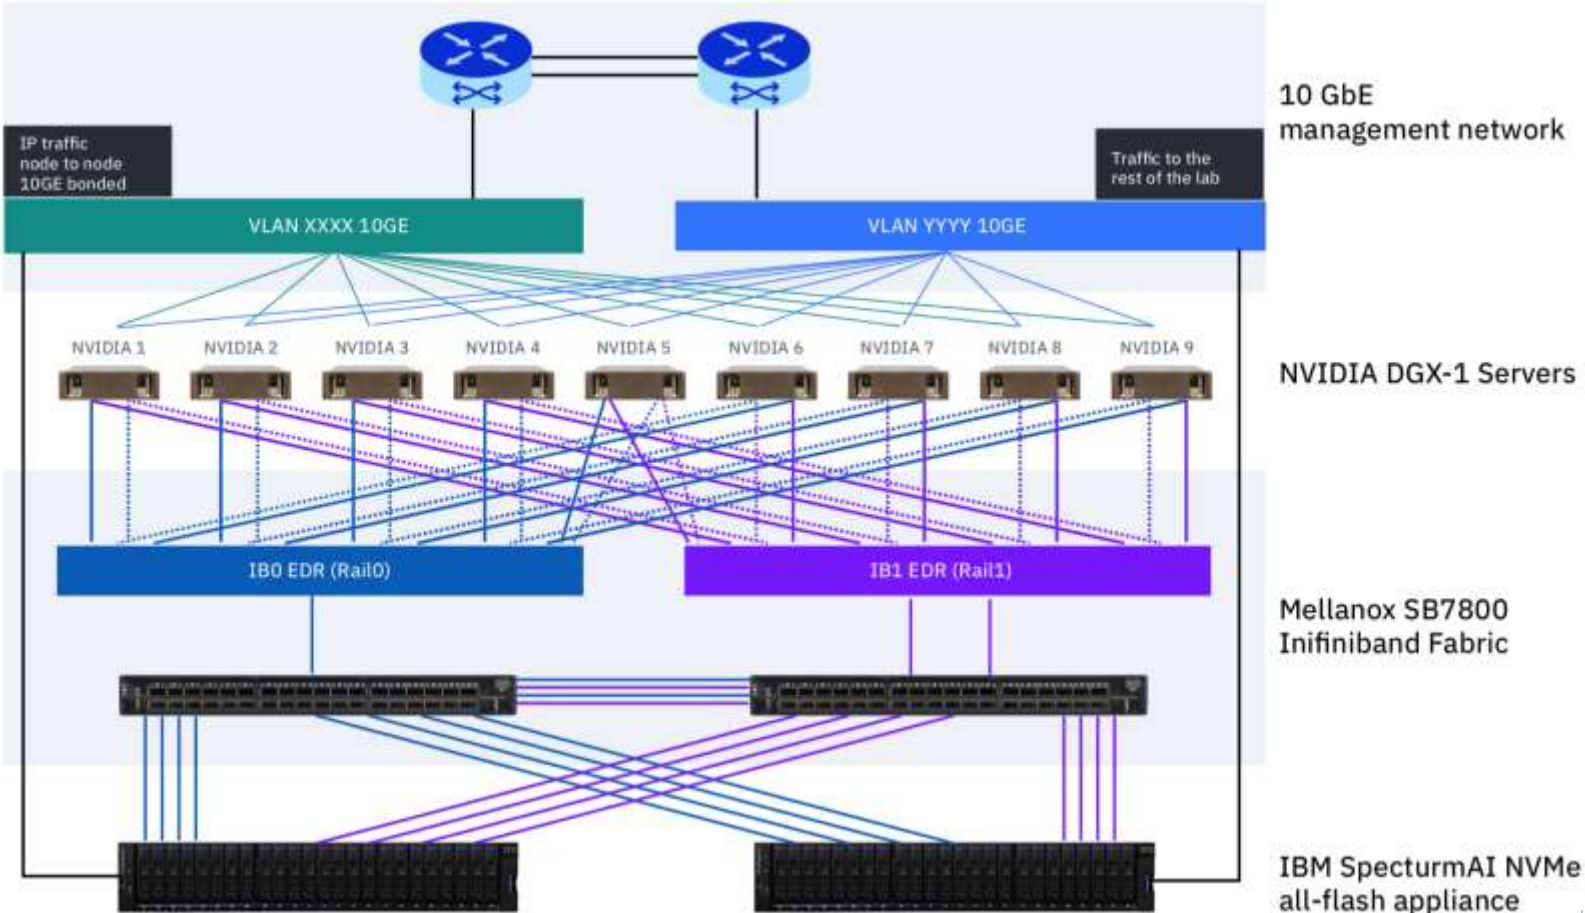 10 GbE
management network
IP traffic
node to node
10GE bonded
Traffic to the
rest of the lab
VLAN XXXX 10GE
VLAN YYYY 10GE
NVIDIA 1
NVIDIA 2
NVIDIA 3
NVIDIA 4
NVIDIA 5
NVIDIA 6
NVIDIA 7
NVIDIA 8
NVIDIA 9
NVIDIA DGX-1 Servers
IB0 EDR (Rail0)
IB1 EDR (Rail1)
Mellanox SB7800
Inifiniband Fabric
IBM SpecturmAI NVMe
all-flash appliance